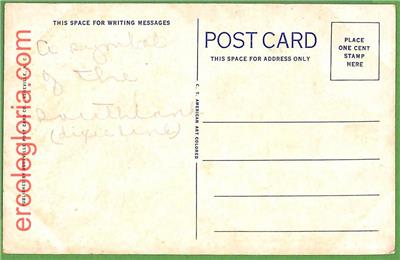 THIS SPACE FOR WRITING MESSAGES
A symbol
of the
southland
(dixieland)
ercolegloria.com
C. T. AMERICAN ART COLORED
POST CARD
THIS SPACE FOR ADDRESS ONLY
PLACE
ONE CENT
STAMP
HERE